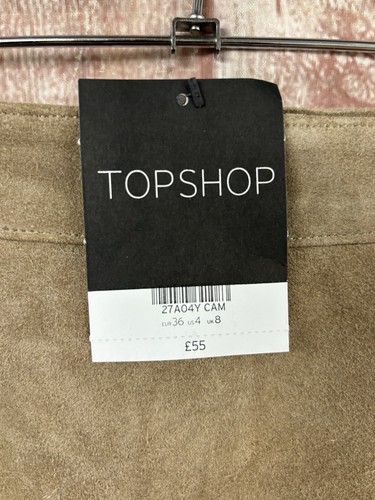 TOPSHOP
27A04Y CAM
EUR 36 US 4 UK 8
£55